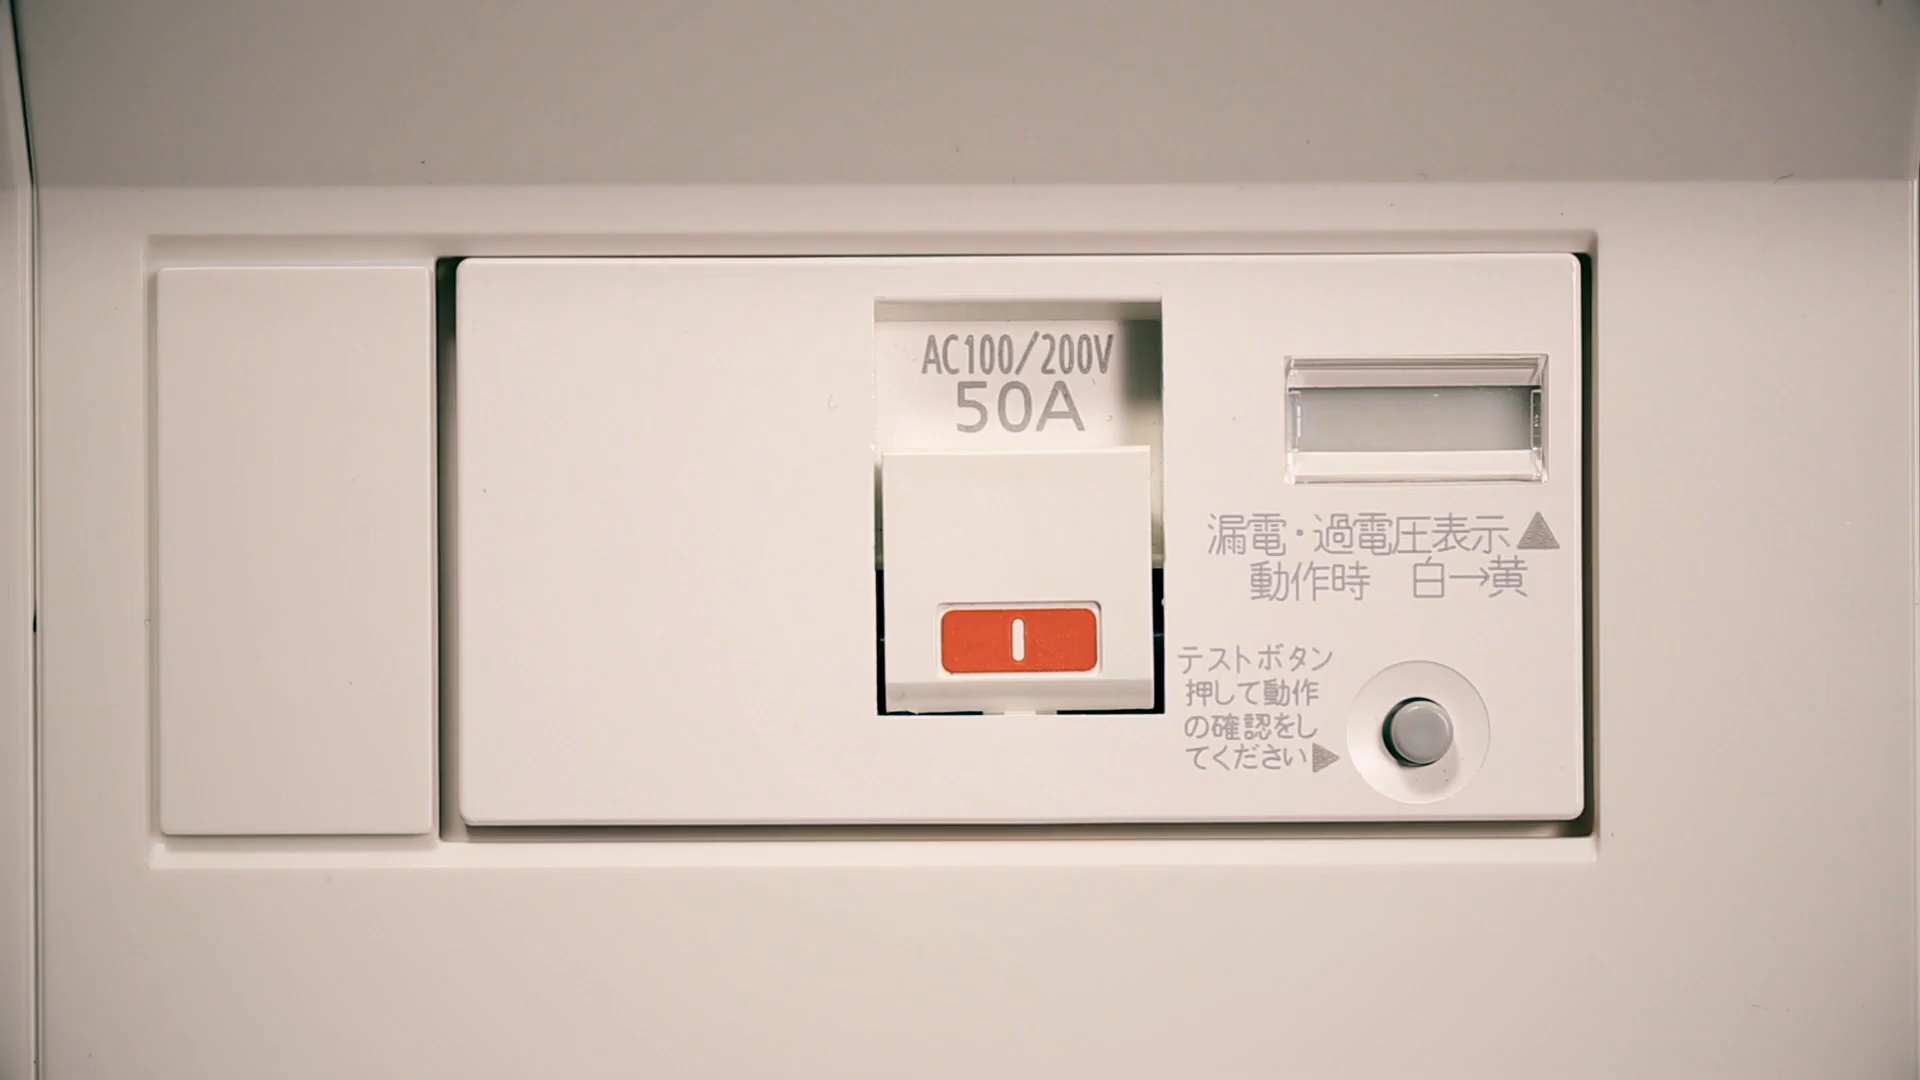 AC100/200V
50A
漏電・過電圧表示▲
動作時 白→黄
テストボタン
押して動作
の確認をし
てください▶